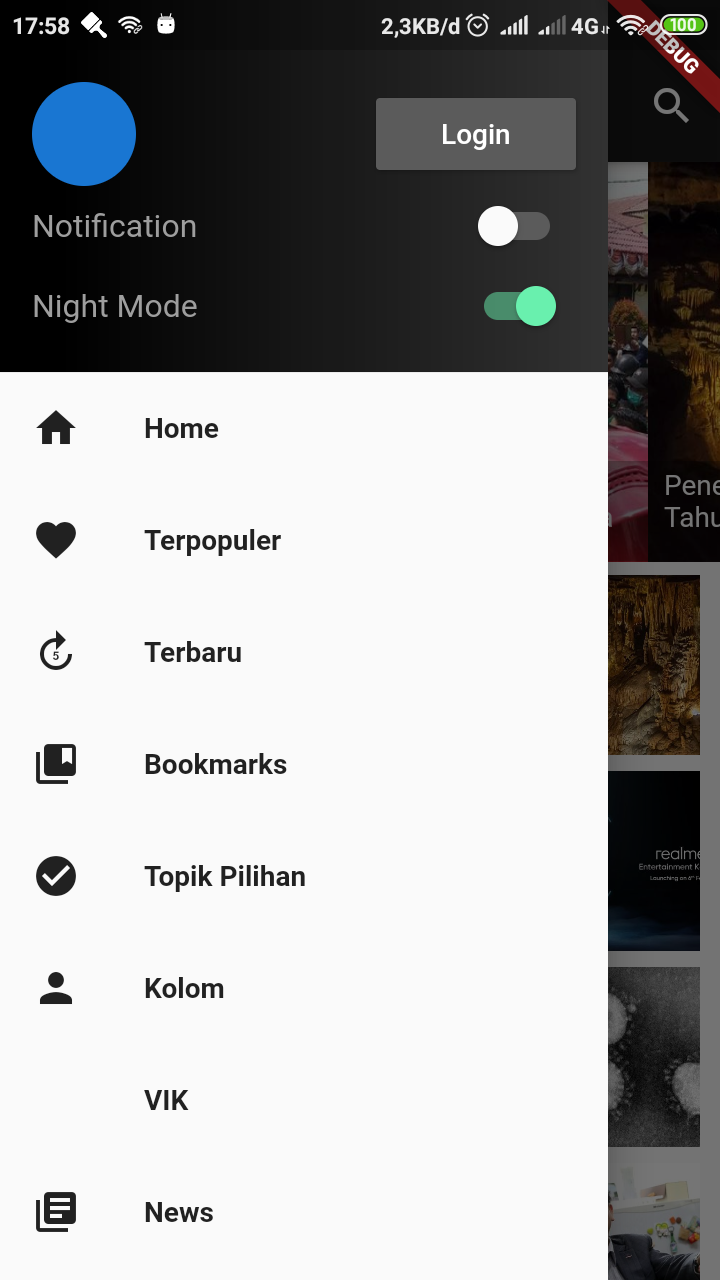 17:58 2,3KB/d 4G 100
DEBUG
Login
Notification
Night Mode
Home
Pene
Tahu
a
Terpopuler
5
Terbaru
Bookmarks
Topik Pilihan
realme
Entertainment K
Launching on 6th Fe
Kolom
VIK
News